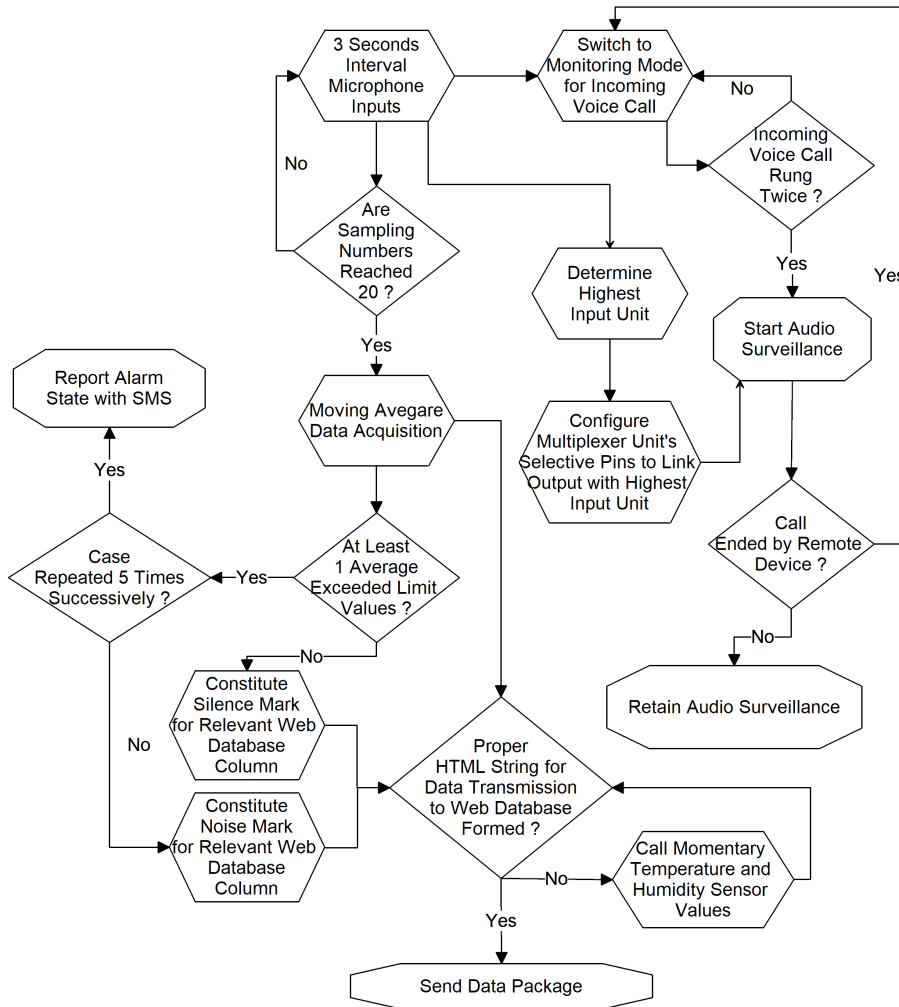 3 Seconds
Interval
Microphone
Inputs
Switch to
Monitoring Mode
for Incoming
Voice Call
No
Incoming
Voice Call
Rung
Twice ?
No
Are
Sampling
Numbers
Reached
20 ?
Determine
Highest
Input Unit
Yes
Yes
Start Audio
Surveillance
Yes
Report Alarm
State with SMS
Moving Avegare
Data Acquisition
Configure
Multiplexer Unit's
Selective Pins to Link
Output with Highest
Input Unit
Yes
Case
Repeated 5 Times
Successively ?
Yes
At Least
1 Average
Exceeded Limit
Values ?
Call
Ended by Remote
Device ?
No
No
Constitute
Silence Mark
for Relevant Web
Database
Column
Retain Audio Surveillance
No
Proper
HTML String for
Data Transmission
to Web Database
Formed ?
Constitute
Noise Mark
for Relevant Web
Database
Column
No
Call Momentary
Temperature and
Humidity Sensor
Values
Yes
Send Data Package